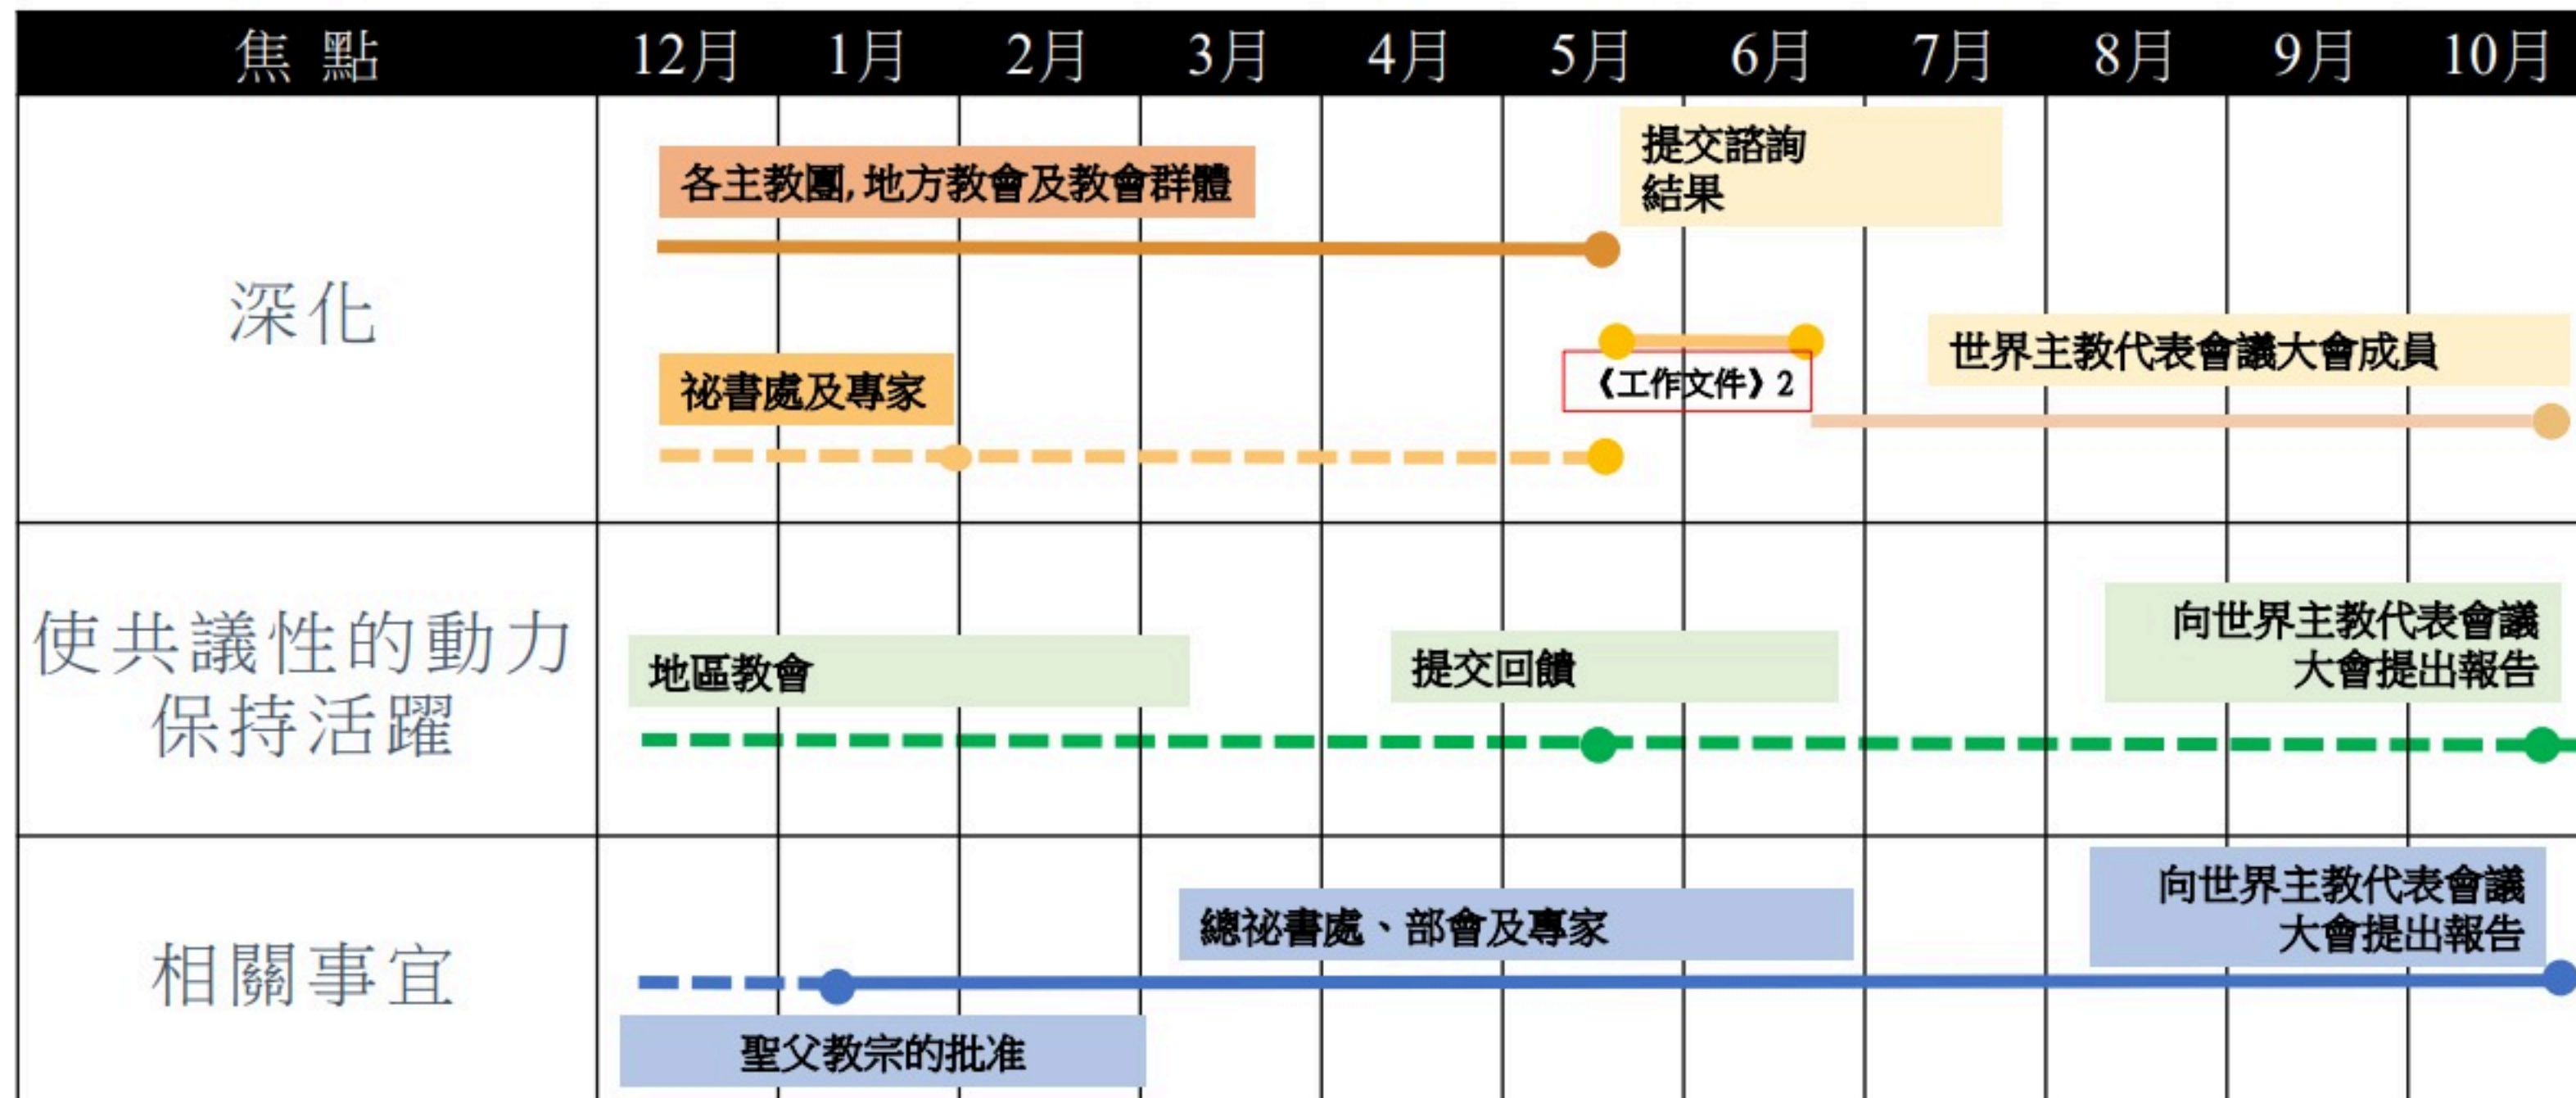 焦 點 12月 1月 2月 3月 4月 5月 6月 7月 8月 9月 10月
深化
各主教團,地方教會及教會群體
提交諮詢
結果
祕書處及專家
《工作文件》2
世界主教代表會議大會成員
使共議性的動力
保持活躍
地區教會
提交回饋
向世界主教代表會議
大會提出報告
相關事宜
總祕書處、部會及專家
向世界主教代表會議
大會提出報告
聖父教宗的批准